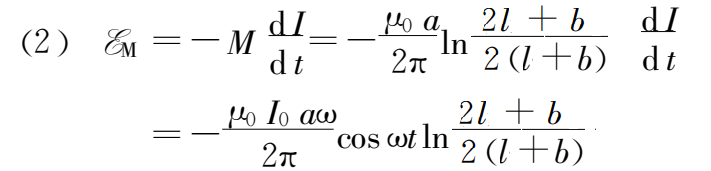 (2) ℰM = −M dI/dt = −(μ0 a)/(2π) ln (2l + b)/(2(l+b)) dI/dt
= −(μ0 I0 aω)/(2π) cos ωt ln (2l + b)/(2(l+b))